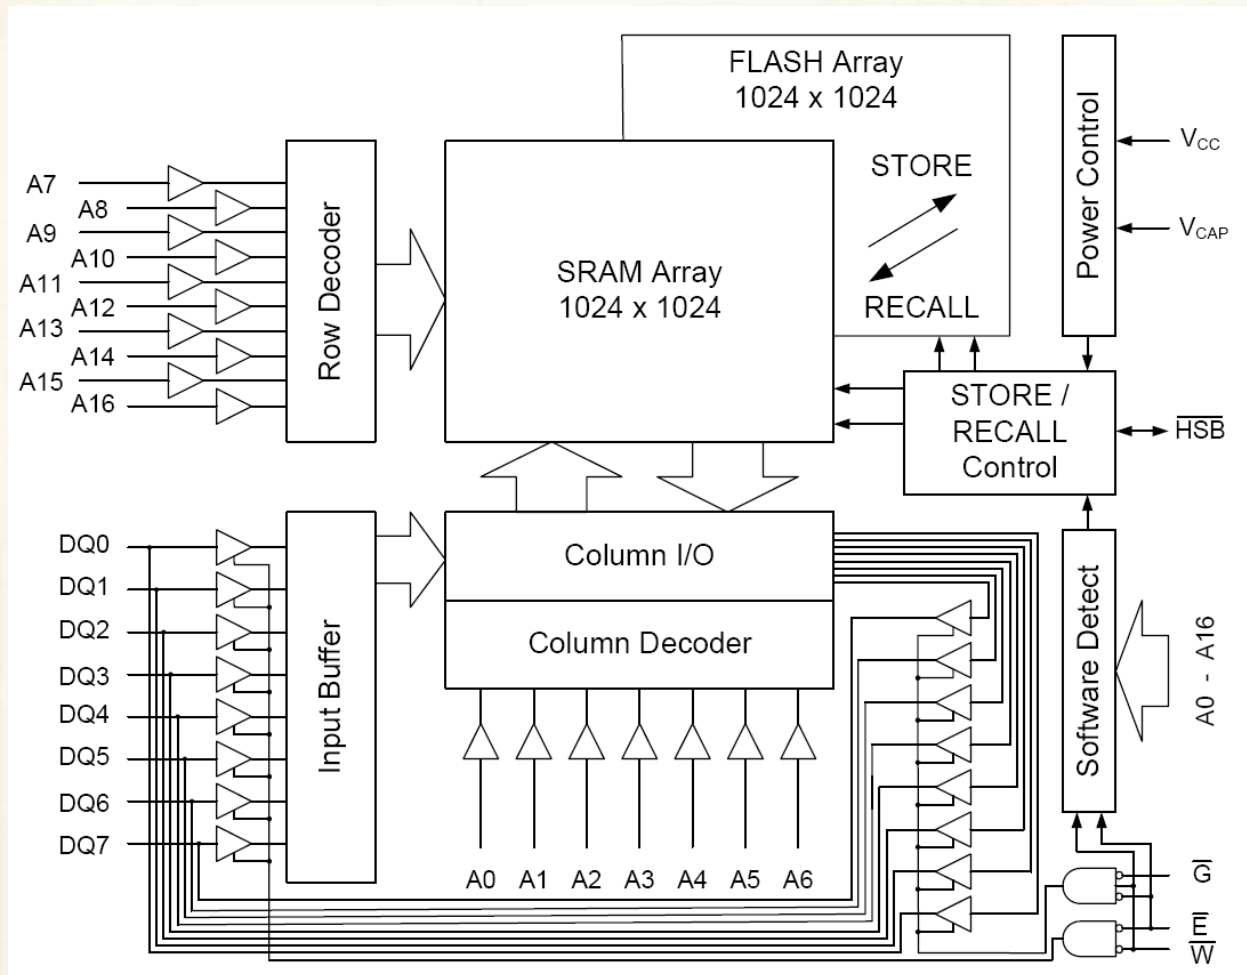 FLASH Array
1024 x 1024
STORE
RECALL
Power Control
VCC
VCAP
A7
A8
A9
A10
A11
A12
A13
A14
A15
A16
Row Decoder
SRAM Array
1024 x 1024
STORE /
RECALL
Control
HSB
DQ0
DQ1
DQ2
DQ3
DQ4
DQ5
DQ6
DQ7
Input Buffer
Column I/O
Column Decoder
A0
A1
A2
A3
A4
A5
A6
Software Detect
A0 - A16
G
E
W